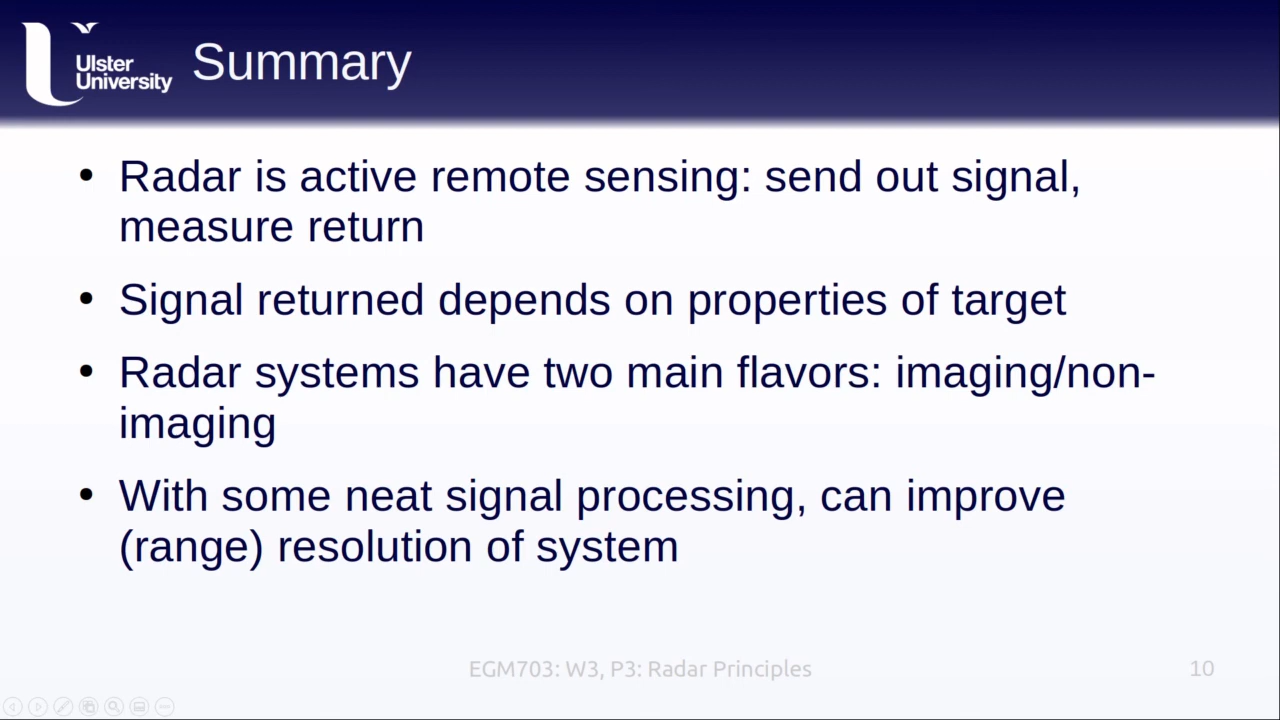 Ulster
University
Summary
• Radar is active remote sensing: send out signal,
measure return
• Signal returned depends on properties of target
• Radar systems have two main flavors: imaging/non-
imaging
• With some neat signal processing, can improve
(range) resolution of system
EGM703: W3, P3: Radar Principles
10